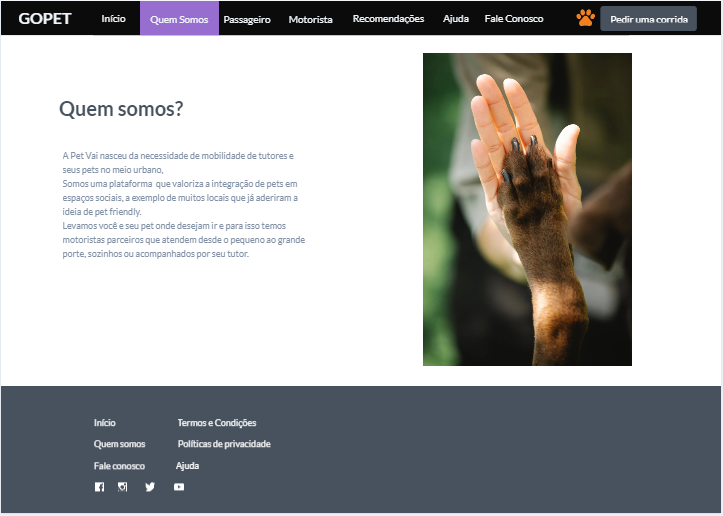 GOPET Início Quem Somos Passageiro Motorista Recomendações Ajuda Fale Conosco Pedir uma corrida
Quem somos?
A Pet Vai nasceu da necessidade de mobilidade de tutores e
seus pets no meio urbano,
Somos uma plataforma que valoriza a integração de pets em
espaços sociais, a exemplo de muitos locais que já aderiram a
ideia de pet friendly.
Levamos você e seu pet onde desejam ir e para isso temos
motoristas parceiros que atendem desde o pequeno ao grande
porte, sozinhos ou acompanhados por seu tutor.
Início Termos e Condições
Quem somos Políticas de privacidade
Fale conosco Ajuda